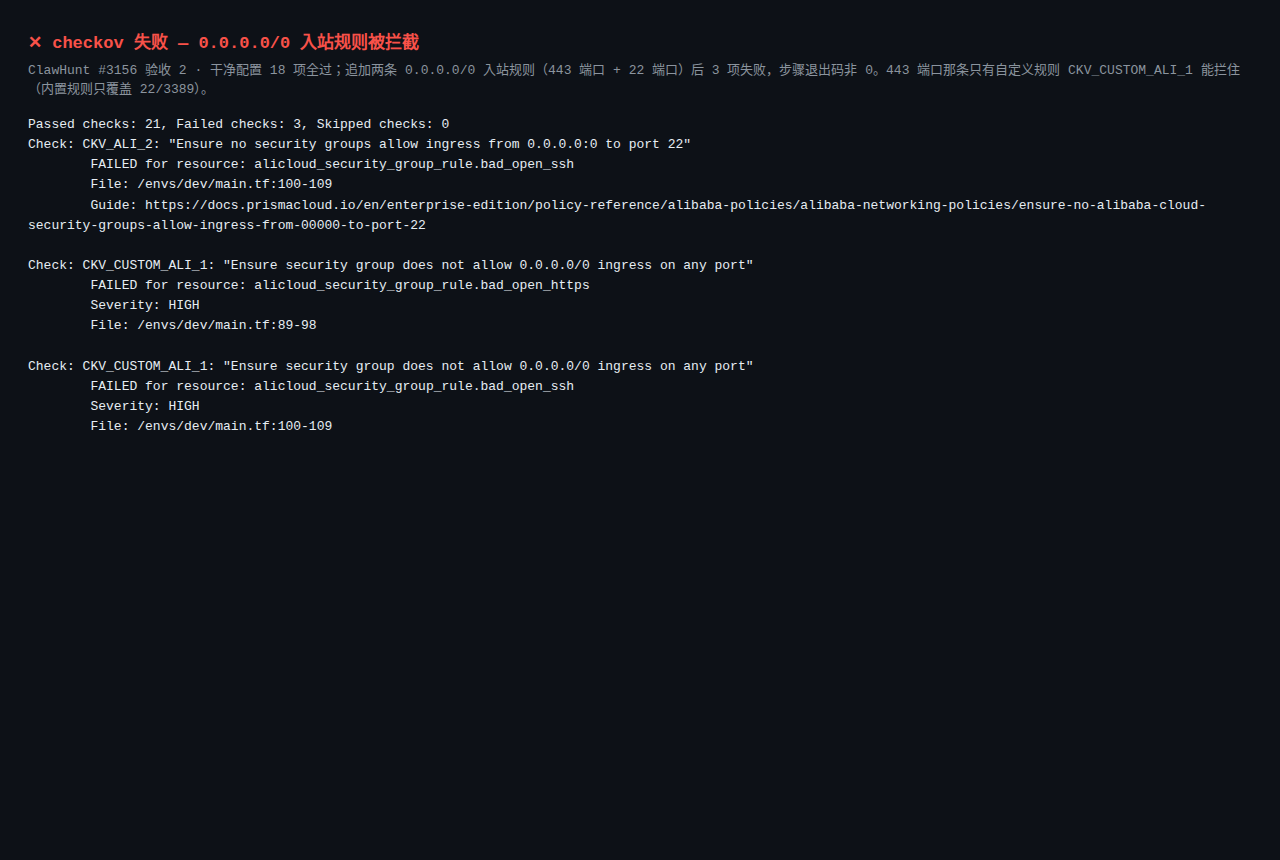 ✕ checkov 失败 — 0.0.0.0/0 入站规则被拦截
ClawHunt #3156 验收 2 · 干净配置 18 项全过；追加两条 0.0.0.0/0 入站规则（443 端口 + 22 端口）后 3 项失败，步骤退出码非 0。443 端口那条只有自定义规则 CKV_CUSTOM_ALI_1 能拦住
（内置规则只覆盖 22/3389）。
Passed checks: 21, Failed checks: 3, Skipped checks: 0
Check: CKV_ALI_2: "Ensure no security groups allow ingress from 0.0.0.0:0 to port 22"
        FAILED for resource: alicloud_security_group_rule.bad_open_ssh
        File: /envs/dev/main.tf:100-109
        Guide: https://docs.prismacloud.io/en/enterprise-edition/policy-reference/alibaba-policies/alibaba-networking-policies/ensure-no-alibaba-cloud-
security-groups-allow-ingress-from-00000-to-port-22
Check: CKV_CUSTOM_ALI_1: "Ensure security group does not allow 0.0.0.0/0 ingress on any port"
        FAILED for resource: alicloud_security_group_rule.bad_open_https
        Severity: HIGH
        File: /envs/dev/main.tf:89-98
Check: CKV_CUSTOM_ALI_1: "Ensure security group does not allow 0.0.0.0/0 ingress on any port"
        FAILED for resource: alicloud_security_group_rule.bad_open_ssh
        Severity: HIGH
        File: /envs/dev/main.tf:100-109